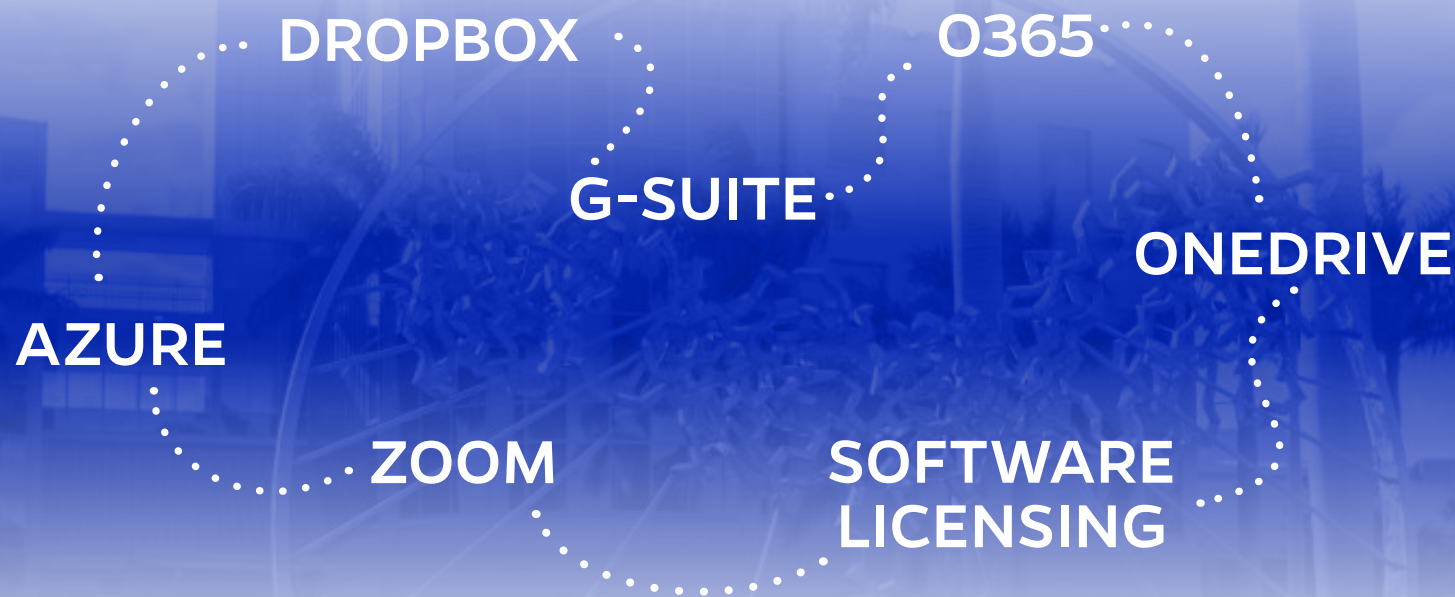 DROPBOX
O365
G-SUITE
ONEDRIVE
AZURE
ZOOM
SOFTWARE
LICENSING